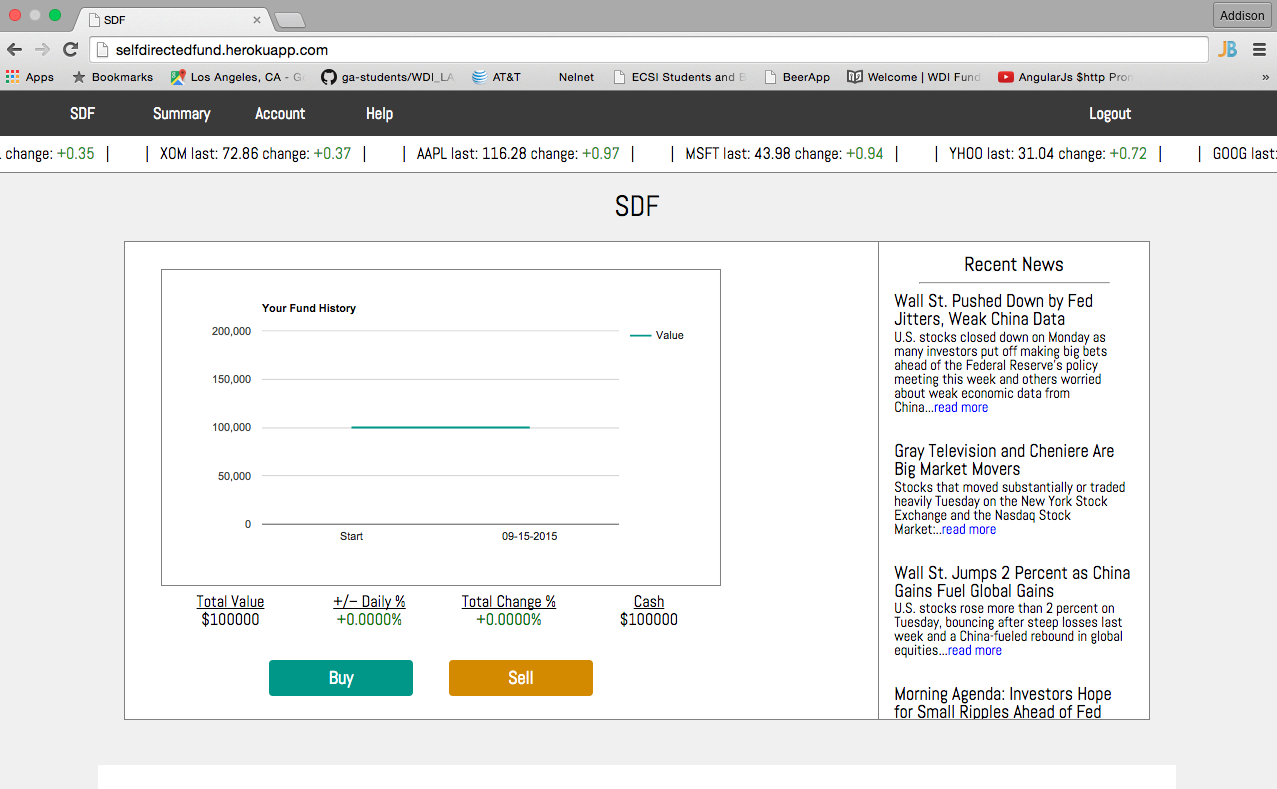 SDF
Addison
selfdirectedfund.herokuapp.com
JB
Apps Bookmarks Los Angeles, CA - G ga-students/WDI_LA AT&T Nelnet ECSI Students and B BeerApp Welcome | WDI Fund AngularJs $http Pron »
SDF Summary Account Help Logout
change: +0.35 | | XOM last: 72.86 change: +0.37 | | AAPL last: 116.28 change: +0.97 | | MSFT last: 43.98 change: +0.94 | | YHOO last: 31.04 change: +0.72 | | GOOG last:
SDF
Your Fund History
200,000
Value
150,000
100,000
50,000
0
Start 09-15-2015
Total Value +/– Daily % Total Change % Cash
$100000 +0.0000% +0.0000% $100000
Buy Sell
Recent News
Wall St. Pushed Down by Fed
Jitters, Weak China Data
U.S. stocks closed down on Monday as
many investors put off making big bets
ahead of the Federal Reserve's policy
meeting this week and others worried
about weak economic data from
China...read more
Gray Television and Cheniere Are
Big Market Movers
Stocks that moved substantially or traded
heavily Tuesday on the New York Stock
Exchange and the Nasdaq Stock
Market:..read more
Wall St. Jumps 2 Percent as China
Gains Fuel Global Gains
U.S. stocks rose more than 2 percent on
Tuesday, bouncing after steep losses last
week and a China-fueled rebound in global
equities...read more
Morning Agenda: Investors Hope
for Small Ripples Ahead of Fed